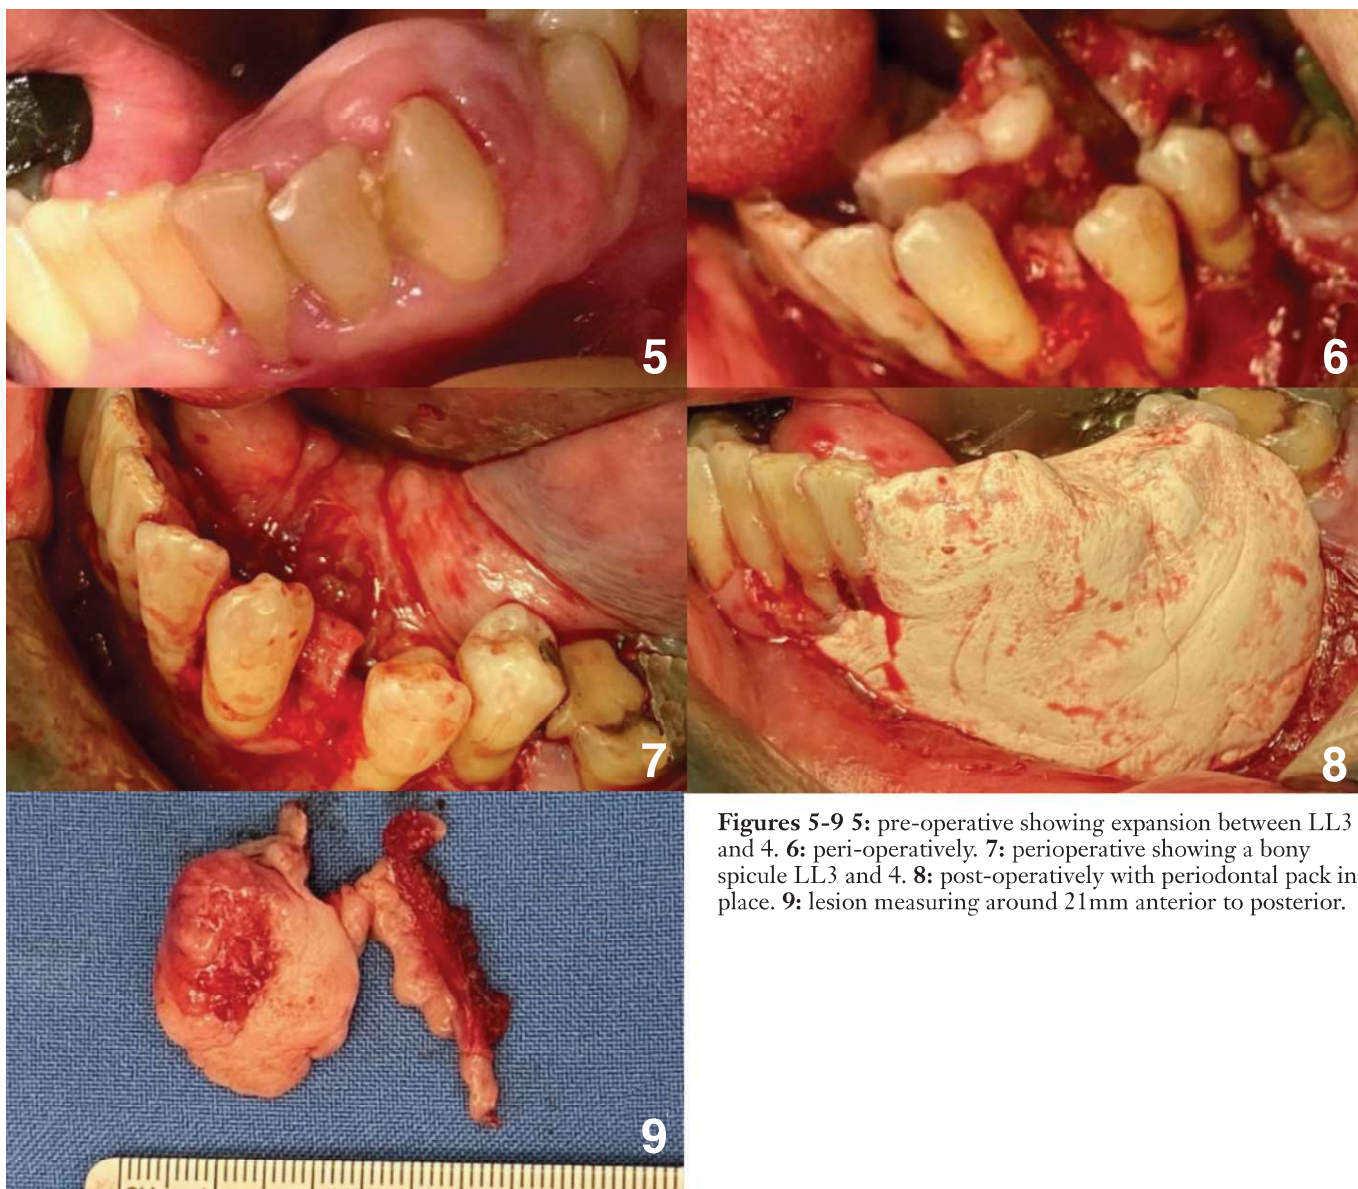 5
6
7
8
9
Figures 5-9 5: pre-operative showing expansion between LL3
and 4. 6: peri-operatively. 7: perioperative showing a bony
spicule LL3 and 4. 8: post-operatively with periodontal pack in
place. 9: lesion measuring around 21mm anterior to posterior.